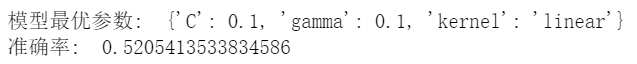 模型最优参数: {'C': 0.1, 'gamma': 0.1, 'kernel': 'linear'}
准确率: 0.5205413533834586